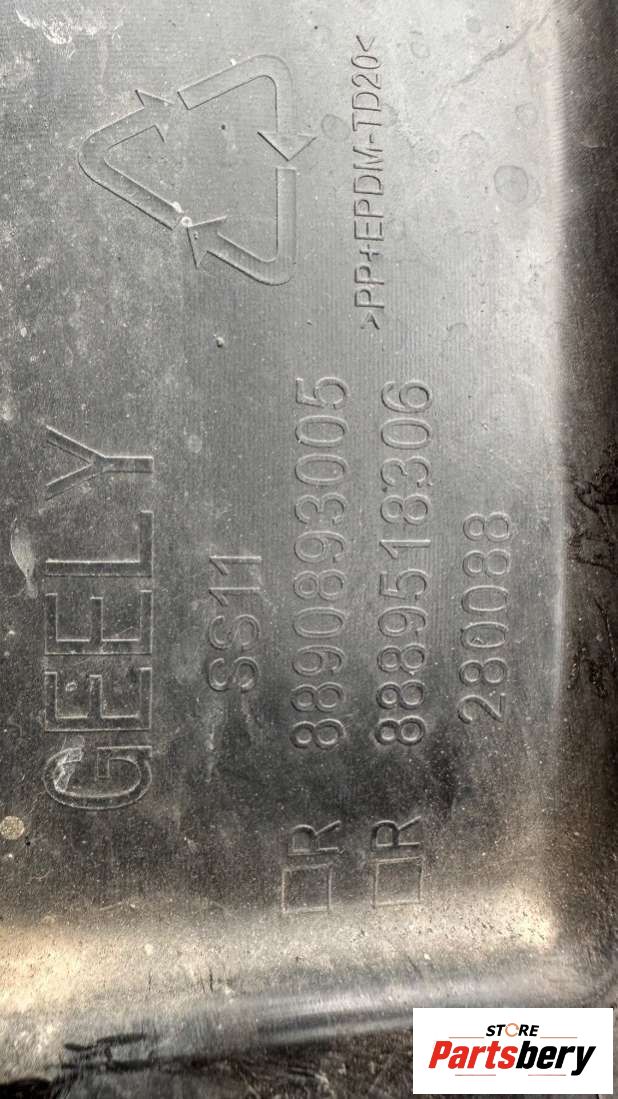 GEELY
SS11
□R 8890893005
□R 8889518306
280088
>PP+EPDM-TD20<
STORE
Partsbery